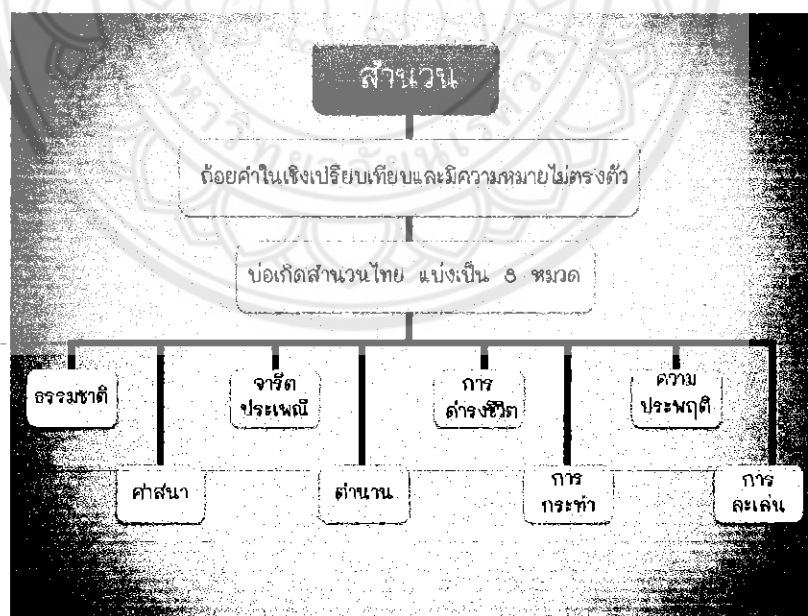 สำนวน
ถ้อยคำในเชิงเปรียบเทียบและมีความหมายไม่ตรงตัว
บ่อเกิดสำนวนไทย แบ่งเป็น 8 หมวด
ธรรมชาติ
ศาสนา
จารีต
ประเพณี
ตำนาน
การ
ดำรงชีวิต
การ
กระทำ
ความ
ประพฤติ
การ
ละเล่น